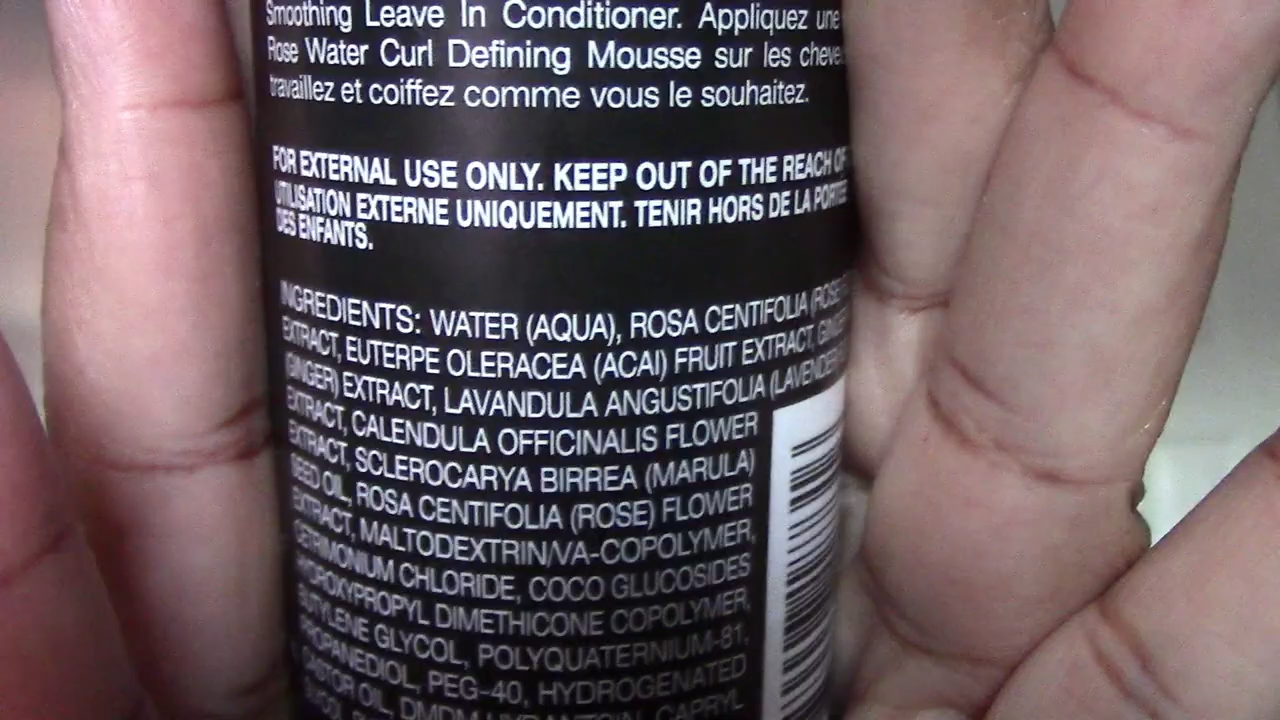 Smoothing Leave In Conditioner. Appliquez une
Rose Water Curl Defining Mousse sur les
travaillez et coiffez comme vous le souhaitez.
FOR EXTERNAL USE ONLY. KEEP OUT OF THE REACH OF
UTILISATION EXTERNE UNIQUEMENT. TENIR HORS DE LA PORTÉE
DES ENFANTS.
INGREDIENTS: WATER (AQUA), ROSA CENTIFOLIA (ROSE
EXTRACT, EUTERPE OLERACEA (ACAI) FRUIT EXTRACT,
(GINGER) EXTRACT, LAVANDULA ANGUSTIFOLIA (LAVENDER
EXTRACT, CALENDULA OFFICINALIS FLOWER
EXTRACT, SCLEROCARYA BIRREA (MARULA)
SEED OIL, ROSA CENTIFOLIA (ROSE) FLOWER
EXTRACT, MALTODEXTRIN/VA-COPOLYMER,
CETRIMONIUM CHLORIDE, COCO GLUCOSIDES
HYDROXYPROPYL DIMETHICONE COPOLYMER,
BUTYLENE GLYCOL, POLYQUATERNIUM-81,
PROPANEDIOL, PEG-40, HYDROGENATED
CASTOR OIL, DMDM HYDANTOIN, CAPRYL